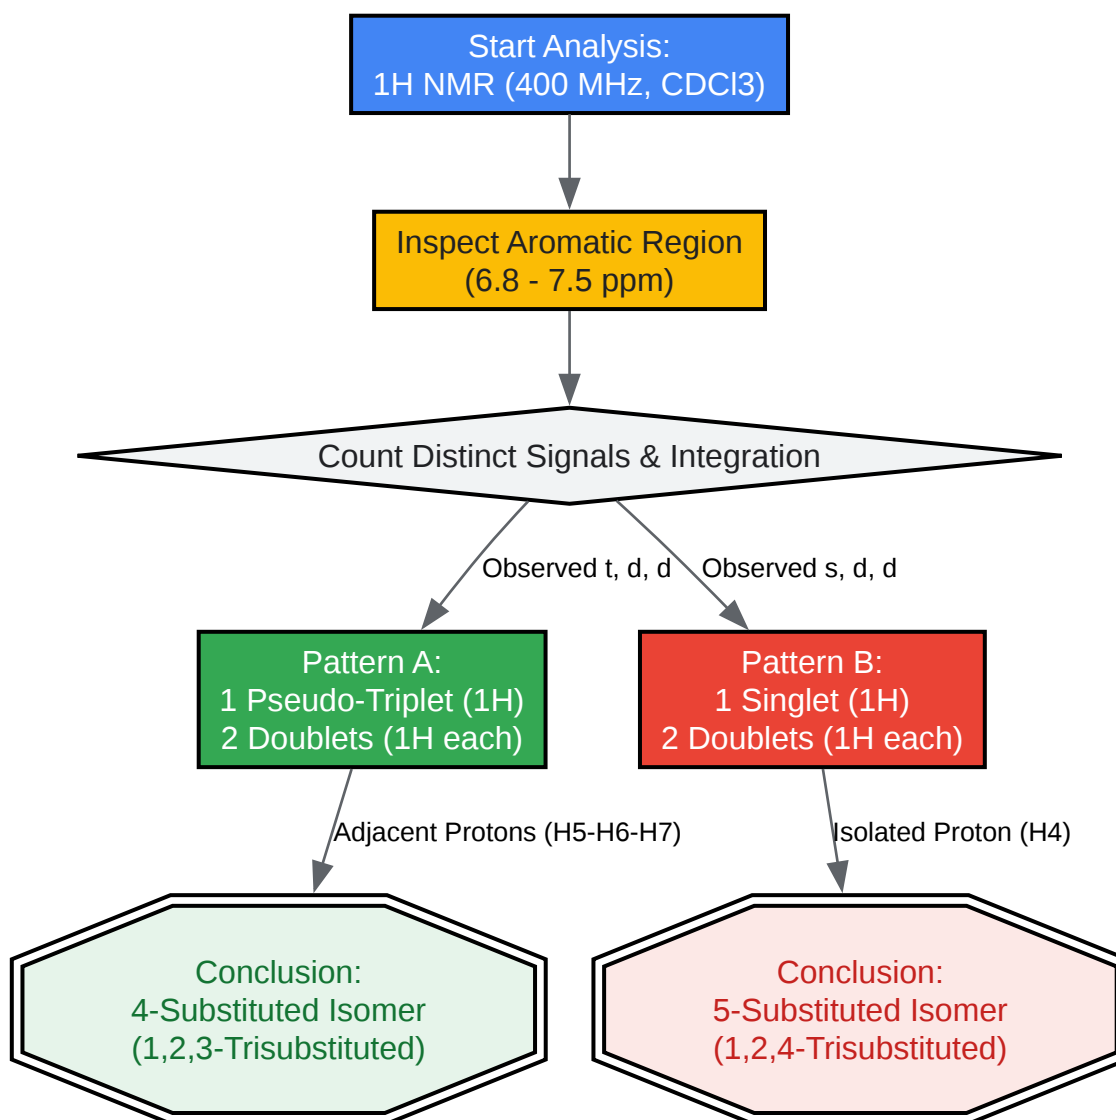 Start Analysis:
1H NMR (400 MHz, CDCl3)
Inspect Aromatic Region
(6.8 - 7.5 ppm)
Count Distinct Signals & Integration
Observed t, d, d
Observed s, d, d
Pattern A:
1 Pseudo-Triplet (1H)
2 Doublets (1H each)
Pattern B:
1 Singlet (1H)
2 Doublets (1H each)
Adjacent Protons (H5-H6-H7)
Isolated Proton (H4)
Conclusion:
4-Substituted Isomer
(1,2,3-Trisubstituted)
Conclusion:
5-Substituted Isomer
(1,2,4-Trisubstituted)